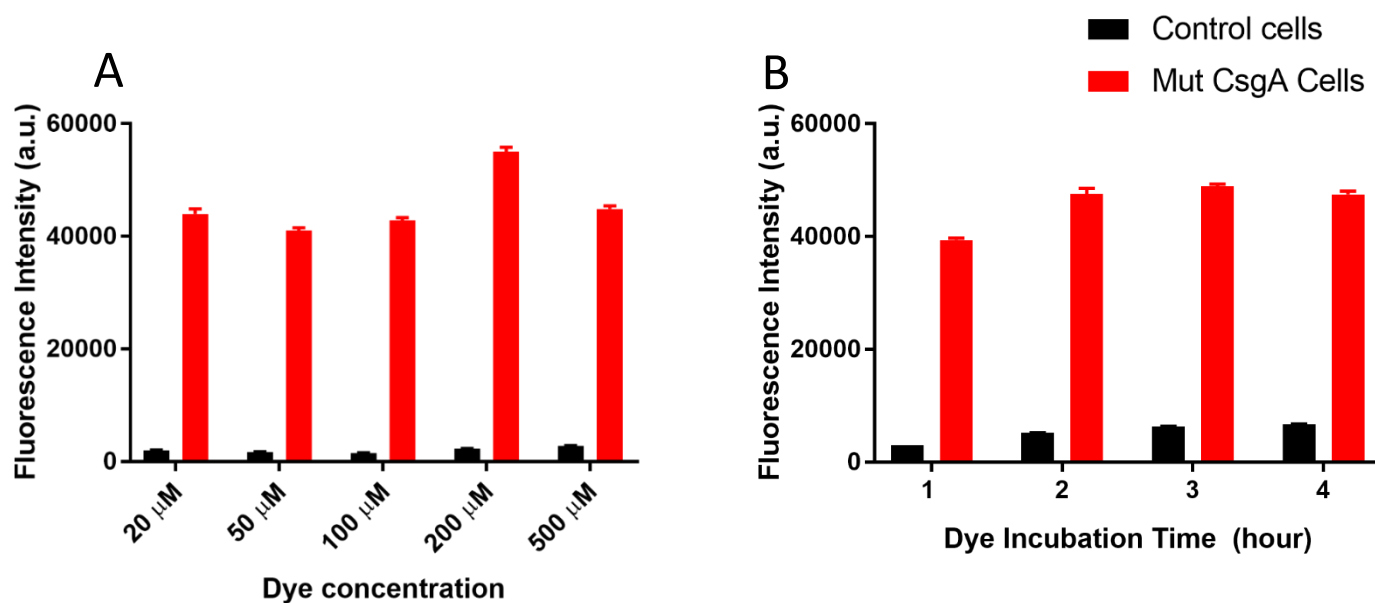 Control cells
Mut CsgA Cells
A
Fluorescence Intensity (a.u.)
60000
40000
20000
0
20 μM
50 μM
100 μM
200 μM
500 μM
Dye concentration
B
Fluorescence Intensity (a.u.)
60000
40000
20000
0
1 2 3 4
Dye Incubation Time (hour)